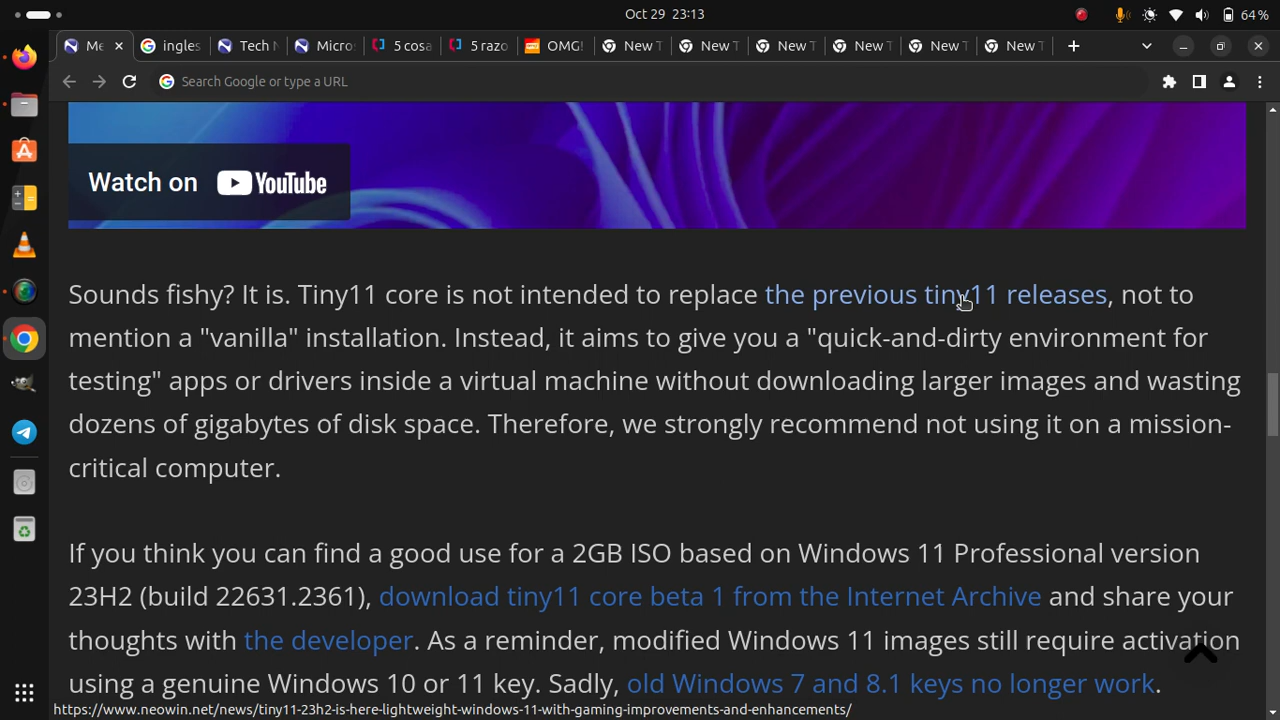 Oct 29 23:13
64 %
Me
ingles
Tech N
Micro
5 cosa
5 razo
OMG!
New T
New T
New T
New T
New T
New T
Search Google or type a URL
Watch on YouTube
Sounds fishy? It is. Tiny11 core is not intended to replace the previous tiny11 releases, not to
mention a "vanilla" installation. Instead, it aims to give you a "quick-and-dirty environment for
testing" apps or drivers inside a virtual machine without downloading larger images and wasting
dozens of gigabytes of disk space. Therefore, we strongly recommend not using it on a mission-
critical computer.
If you think you can find a good use for a 2GB ISO based on Windows 11 Professional version
23H2 (build 22631.2361), download tiny11 core beta 1 from the Internet Archive and share your
thoughts with the developer. As a reminder, modified Windows 11 images still require activation
using a genuine Windows 10 or 11 key. Sadly, old Windows 7 and 8.1 keys no longer work.
https://www.neowin.net/news/tiny11-23h2-is-here-lightweight-windows-11-with-gaming-improvements-and-enhancements/